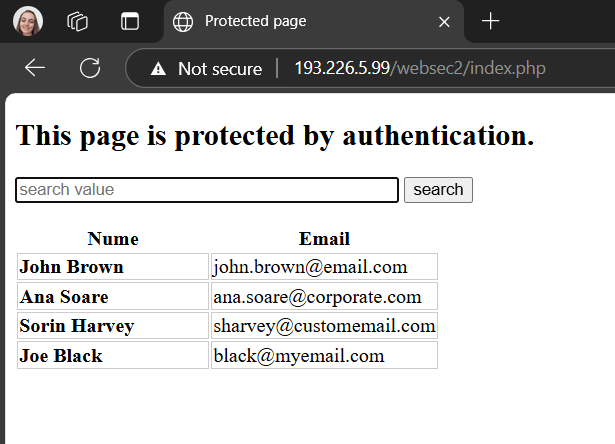 Protected page
Not secure | 193.226.5.99/websec2/index.php
This page is protected by authentication.
search value search
Nume Email
John Brown john.brown@email.com
Ana Soare ana.soare@corporate.com
Sorin Harvey sharvey@customemail.com
Joe Black black@myemail.com